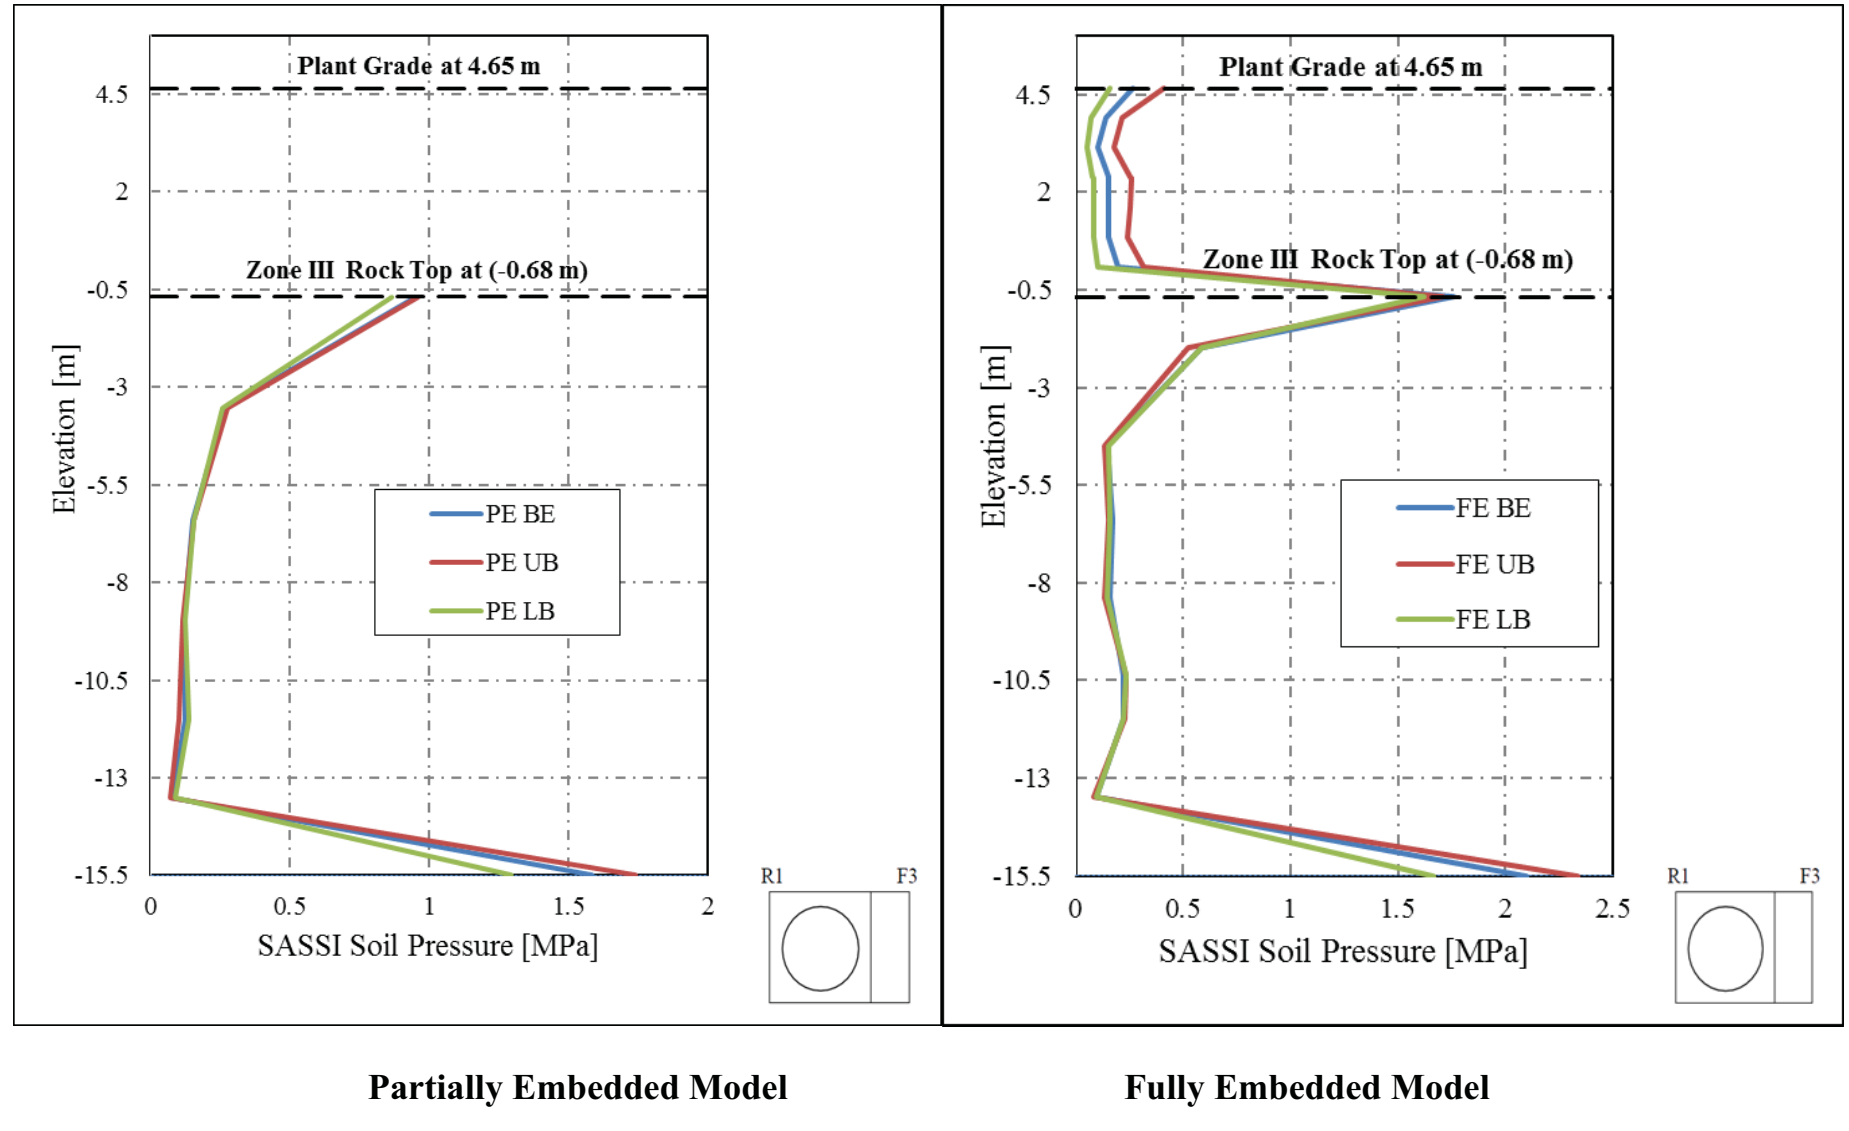 Plant Grade at 4.65 m
4.5
2
Zone III Rock Top at (-0.68 m)
-0.5
-3
-5.5
-8
-10.5
-13
-15.5
Elevation [m]
PE BE
PE UB
PE LB
0 0.5 1 1.5 2
SASSI Soil Pressure [MPa]
R1 F3
Plant Grade at 4.65 m
4.5
2
Zone III Rock Top at (-0.68 m)
-0.5
-3
-5.5
-8
-10.5
-13
-15.5
Elevation [m]
FE BE
FE UB
FE LB
0 0.5 1 1.5 2 2.5
SASSI Soil Pressure [MPa]
R1 F3
Partially Embedded Model
Fully Embedded Model